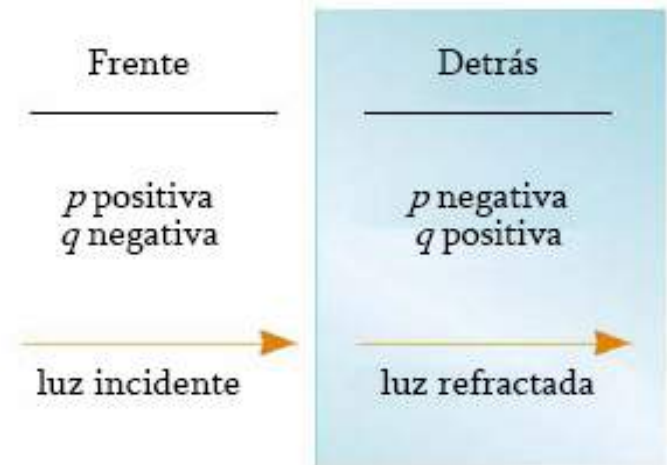 Frente
p positiva
q negativa
luz incidente
Detrás
p negativa
q positiva
luz refractada